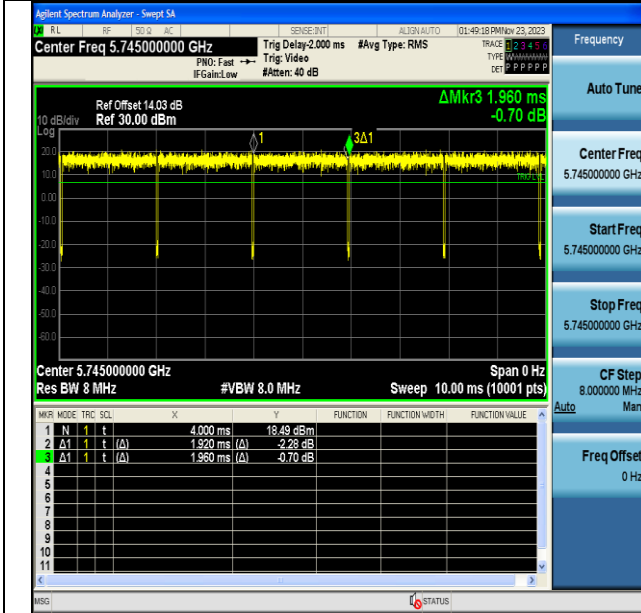 Agilent Spectrum Analyzer - Swept SA
RL RF 50 Ω AC SENSE:INT ALIGN AUTO 01:49:18 PM Nov 23, 2023
Center Freq 5.745000000 GHz
Trig Delay-2.000 ms #Avg Type: RMS
TRACE 1 2 3 4 5 6
PNO: Fast Trig: Video
TYPE W
IFGain:Low #Atten: 40 dB
DET P P P P P P
ΔMkr3 1.960 ms
-0.70 dB
Ref Offset 14.03 dB
10 dB/div Ref 30.00 dBm
Log
1
3Δ1
20.0
10.0
TRIG LVL
0.00
-10.0
-20.0
-30.0
-40.0
-50.0
-60.0
Center 5.745000000 GHz Span 0 Hz
Res BW 8 MHz #VBW 8.0 MHz Sweep 10.00 ms (10001 pts)
MKR MODE TRC SCL X Y FUNCTION FUNCTION WIDTH FUNCTION VALUE
1 N 1 t 4.000 ms 18.49 dBm
2 Δ1 1 t (Δ) 1.920 ms (Δ) -2.28 dB
3 Δ1 1 t (Δ) 1.960 ms (Δ) -0.70 dB
4
5
6
7
8
9
10
11
MSG STATUS
Frequency
Auto Tune
Center Freq
5.745000000 GHz
Start Freq
5.745000000 GHz
Stop Freq
5.745000000 GHz
CF Step
8.000000 MHz
Auto Man
Freq Offset
0 Hz